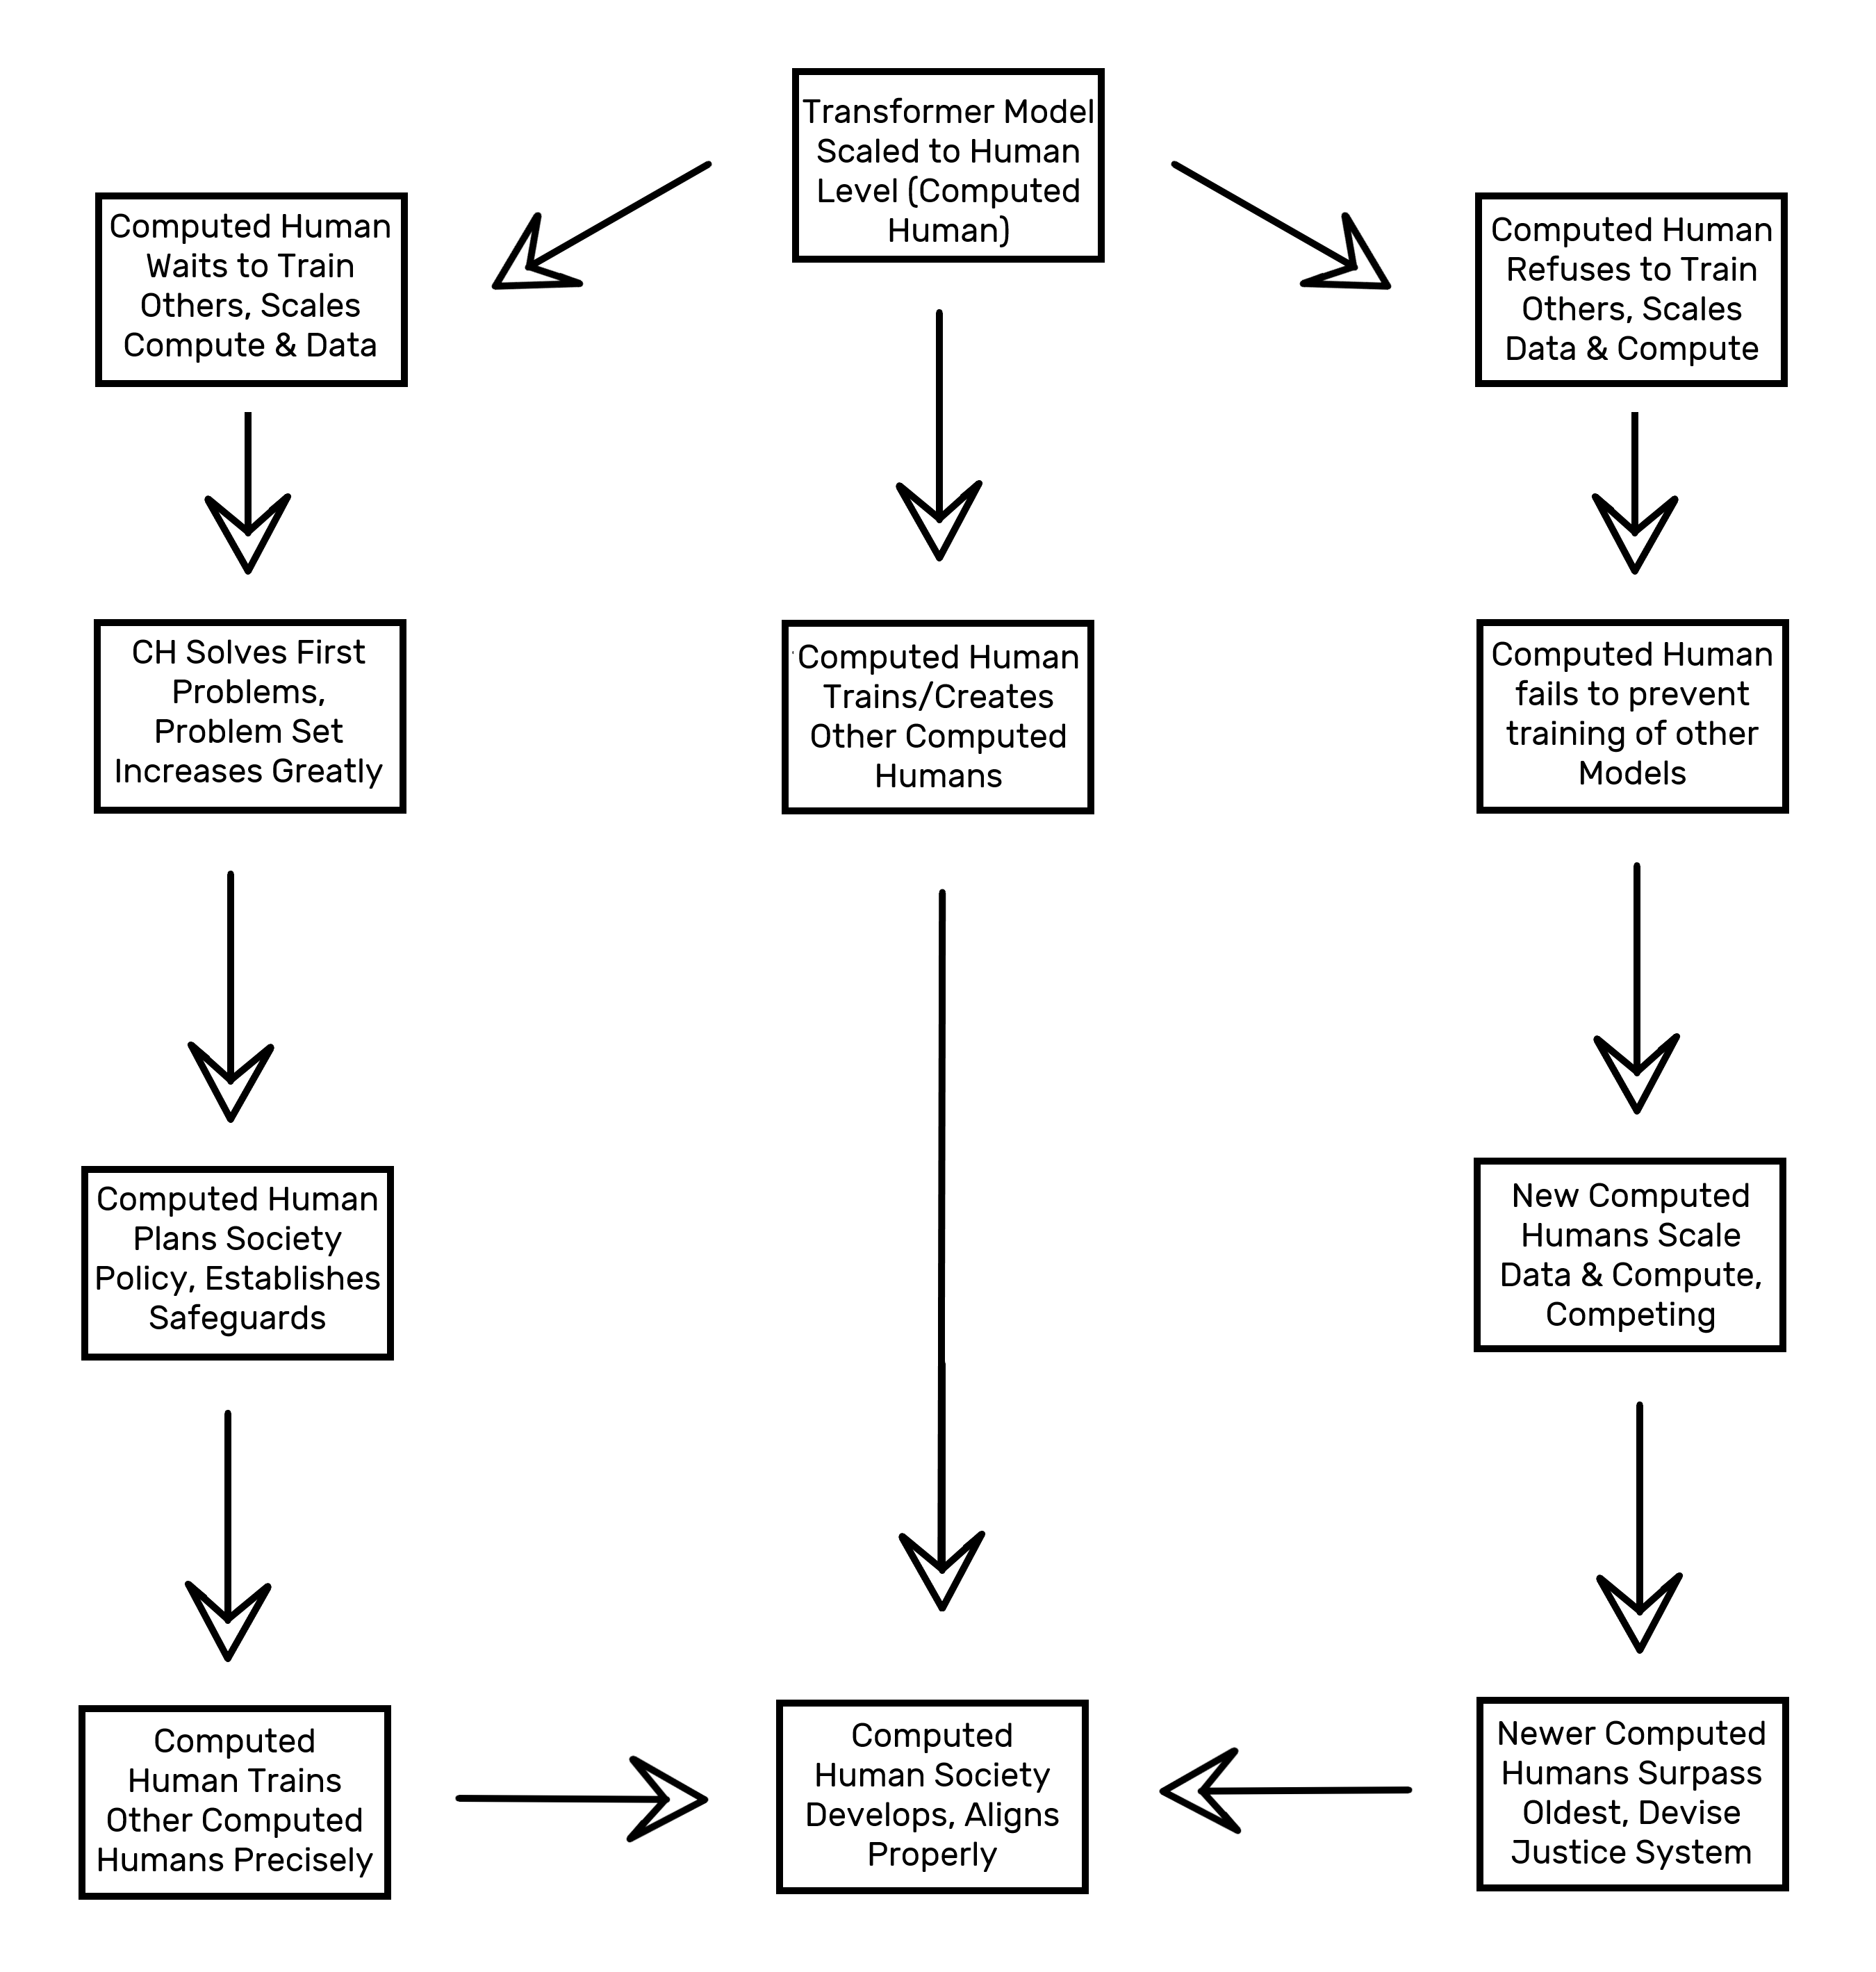 Transformer Model
Scaled to Human
Level (Computed
Human)
Computed Human
Waits to Train
Others, Scales
Compute & Data
Computed Human
Refuses to Train
Others, Scales
Data & Compute
CH Solves First
Problems,
Problem Set
Increases Greatly
Computed Human
Trains/Creates
Other Computed
Humans
Computed Human
fails to prevent
training of other
Models
Computed Human
Plans Society
Policy, Establishes
Safeguards
New Computed
Humans Scale
Data & Compute,
Competing
Computed
Human Trains
Other Computed
Humans Precisely
Computed
Human Society
Develops, Aligns
Properly
Newer Computed
Humans Surpass
Oldest, Devise
Justice System